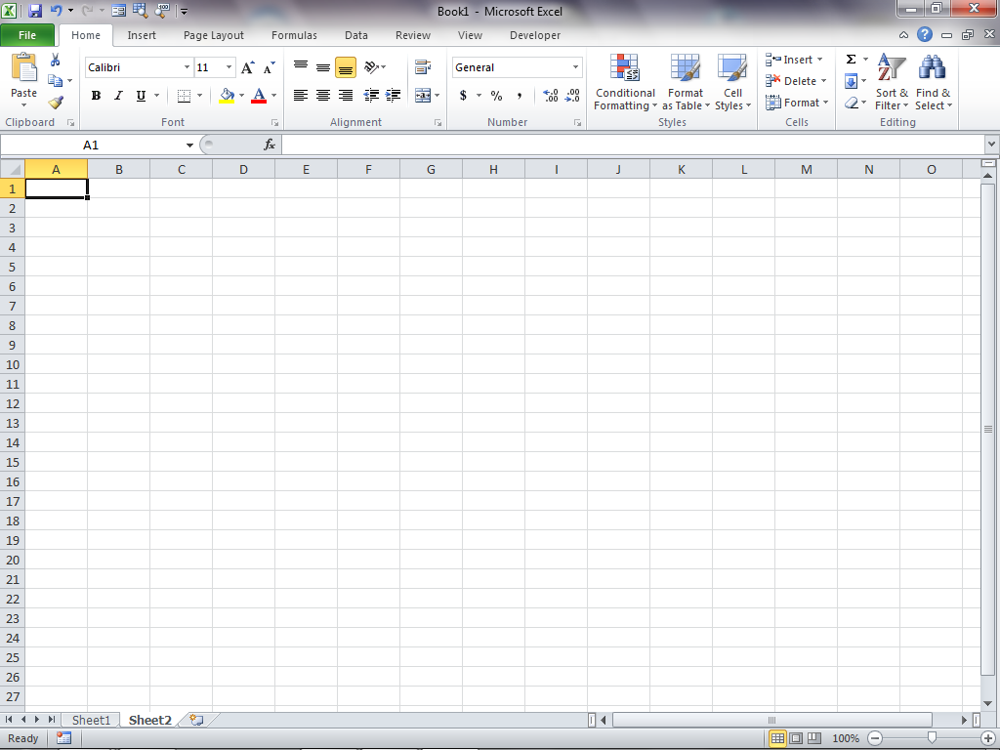 Book1 - Microsoft Excel
File Home Insert Page Layout Formulas Data Review View Developer
Calibri 11 General
Paste
B I U $ % ,
Conditional Formatting
Format as Table
Cell Styles
Insert
Delete
Format
Σ
Sort & Filter
Find & Select
Clipboard Font Alignment Number Styles Cells Editing
A1 fx
A B C D E F G H I J K L M N O
1
2
3
4
5
6
7
8
9
10
11
12
13
14
15
16
17
18
19
20
21
22
23
24
25
26
27
Sheet1 Sheet2
Ready 100%